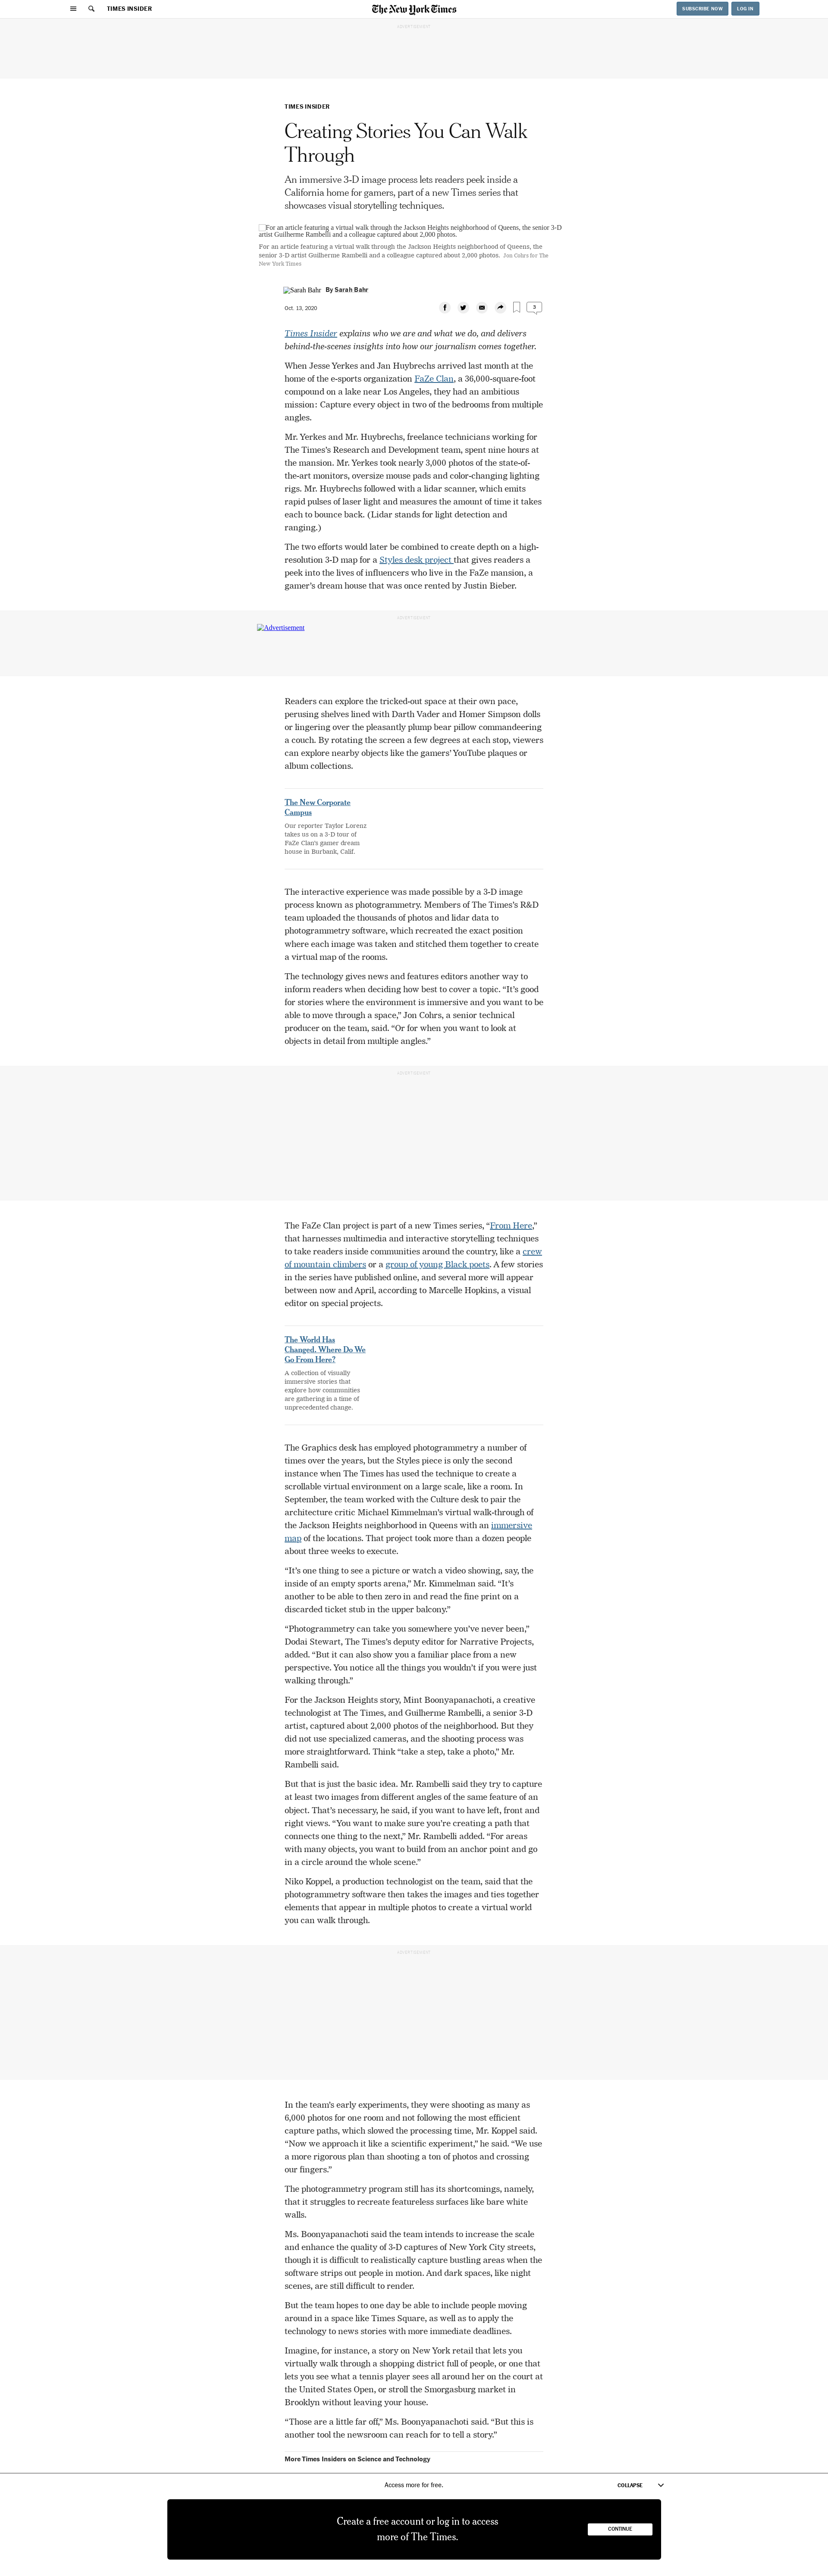 TIMES INSIDER
The New York Times
SUBSCRIBE NOW
LOG IN
ADVERTISEMENT
TIMES INSIDER
Creating Stories You Can Walk
Through
An immersive 3-D image process lets readers peek inside a
California home for gamers, part of a new Times series that
showcases visual storytelling techniques.
For an article featuring a virtual walk through the Jackson Heights neighborhood of Queens, the senior 3-D
artist Guilherme Rambelli and a colleague captured about 2,000 photos.
For an article featuring a virtual walk through the Jackson Heights neighborhood of Queens, the
senior 3-D artist Guilherme Rambelli and a colleague captured about 2,000 photos. Jon Cohrs for The
New York Times
Sarah Bahr
By Sarah Bahr
Oct. 13, 2020
3
Times Insider explains who we are and what we do, and delivers
behind-the-scenes insights into how our journalism comes together.
When Jesse Yerkes and Jan Huybrechs arrived last month at the
home of the e-sports organization FaZe Clan, a 36,000-square-foot
compound on a lake near Los Angeles, they had an ambitious
mission: Capture every object in two of the bedrooms from multiple
angles.
Mr. Yerkes and Mr. Huybrechs, freelance technicians working for
The Times’s Research and Development team, spent nine hours at
the mansion. Mr. Yerkes took nearly 3,000 photos of the state-of-
the-art monitors, oversize mouse pads and color-changing lighting
rigs. Mr. Huybrechs followed with a lidar scanner, which emits
rapid pulses of laser light and measures the amount of time it takes
each to bounce back. (Lidar stands for light detection and
ranging.)
The two efforts would later be combined to create depth on a high-
resolution 3-D map for a Styles desk project that gives readers a
peek into the lives of influencers who live in the FaZe mansion, a
gamer’s dream house that was once rented by Justin Bieber.
ADVERTISEMENT
Advertisement
Readers can explore the tricked-out space at their own pace,
perusing shelves lined with Darth Vader and Homer Simpson dolls
or lingering over the pleasantly plump bear pillow commandeering
a couch. By rotating the screen a few degrees at each stop, viewers
can explore nearby objects like the gamers’ YouTube plaques or
album collections.
The New Corporate
Campus
Our reporter Taylor Lorenz
takes us on a 3-D tour of
FaZe Clan’s gamer dream
house in Burbank, Calif.
The interactive experience was made possible by a 3-D image
process known as photogrammetry. Members of The Times’s R&D
team uploaded the thousands of photos and lidar data to
photogrammetry software, which recreated the exact position
where each image was taken and stitched them together to create
a virtual map of the rooms.
The technology gives news and features editors another way to
inform readers when deciding how best to cover a topic. “It’s good
for stories where the environment is immersive and you want to be
able to move through a space,” Jon Cohrs, a senior technical
producer on the team, said. “Or for when you want to look at
objects in detail from multiple angles.”
ADVERTISEMENT
The FaZe Clan project is part of a new Times series, “From Here,”
that harnesses multimedia and interactive storytelling techniques
to take readers inside communities around the country, like a crew
of mountain climbers or a group of young Black poets. A few stories
in the series have published online, and several more will appear
between now and April, according to Marcelle Hopkins, a visual
editor on special projects.
The World Has
Changed. Where Do We
Go From Here?
A collection of visually
immersive stories that
explore how communities
are gathering in a time of
unprecedented change.
The Graphics desk has employed photogrammetry a number of
times over the years, but the Styles piece is only the second
instance when The Times has used the technique to create a
scrollable virtual environment on a large scale, like a room. In
September, the team worked with the Culture desk to pair the
architecture critic Michael Kimmelman’s virtual walk-through of
the Jackson Heights neighborhood in Queens with an immersive
map of the locations. That project took more than a dozen people
about three weeks to execute.
“It’s one thing to see a picture or watch a video showing, say, the
inside of an empty sports arena,” Mr. Kimmelman said. “It’s
another to be able to then zero in and read the fine print on a
discarded ticket stub in the upper balcony.”
“Photogrammetry can take you somewhere you’ve never been,”
Dodai Stewart, The Times’s deputy editor for Narrative Projects,
added. “But it can also show you a familiar place from a new
perspective. You notice all the things you wouldn’t if you were just
walking through.”
For the Jackson Heights story, Mint Boonyapanachoti, a creative
technologist at The Times, and Guilherme Rambelli, a senior 3-D
artist, captured about 2,000 photos of the neighborhood. But they
did not use specialized cameras, and the shooting process was
more straightforward. Think “take a step, take a photo,” Mr.
Rambelli said.
But that is just the basic idea. Mr. Rambelli said they try to capture
at least two images from different angles of the same feature of an
object. That’s necessary, he said, if you want to have left, front and
right views. “You want to make sure you’re creating a path that
connects one thing to the next,” Mr. Rambelli added. “For areas
with many objects, you want to build from an anchor point and go
in a circle around the whole scene.”
Niko Koppel, a production technologist on the team, said that the
photogrammetry software then takes the images and ties together
elements that appear in multiple photos to create a virtual world
you can walk through.
ADVERTISEMENT
In the team’s early experiments, they were shooting as many as
6,000 photos for one room and not following the most efficient
capture paths, which slowed the processing time, Mr. Koppel said.
“Now we approach it like a scientific experiment,” he said. “We use
a more rigorous plan than shooting a ton of photos and crossing
our fingers.”
The photogrammetry program still has its shortcomings, namely,
that it struggles to recreate featureless surfaces like bare white
walls.
Ms. Boonyapanachoti said the team intends to increase the scale
and enhance the quality of 3-D captures of New York City streets,
though it is difficult to realistically capture bustling areas when the
software strips out people in motion. And dark spaces, like night
scenes, are still difficult to render.
But the team hopes to one day be able to include people moving
around in a space like Times Square, as well as to apply the
technology to news stories with more immediate deadlines.
Imagine, for instance, a story on New York retail that lets you
virtually walk through a shopping district full of people, or one that
lets you see what a tennis player sees all around her on the court at
the United States Open, or stroll the Smorgasburg market in
Brooklyn without leaving your house.
“Those are a little far off,” Ms. Boonyapanachoti said. “But this is
another tool the newsroom can reach for to tell a story.”
More Times Insiders on Science and Technology
Access more for free.
COLLAPSE
Create a free account or log in to access
more of The Times.
CONTINUE